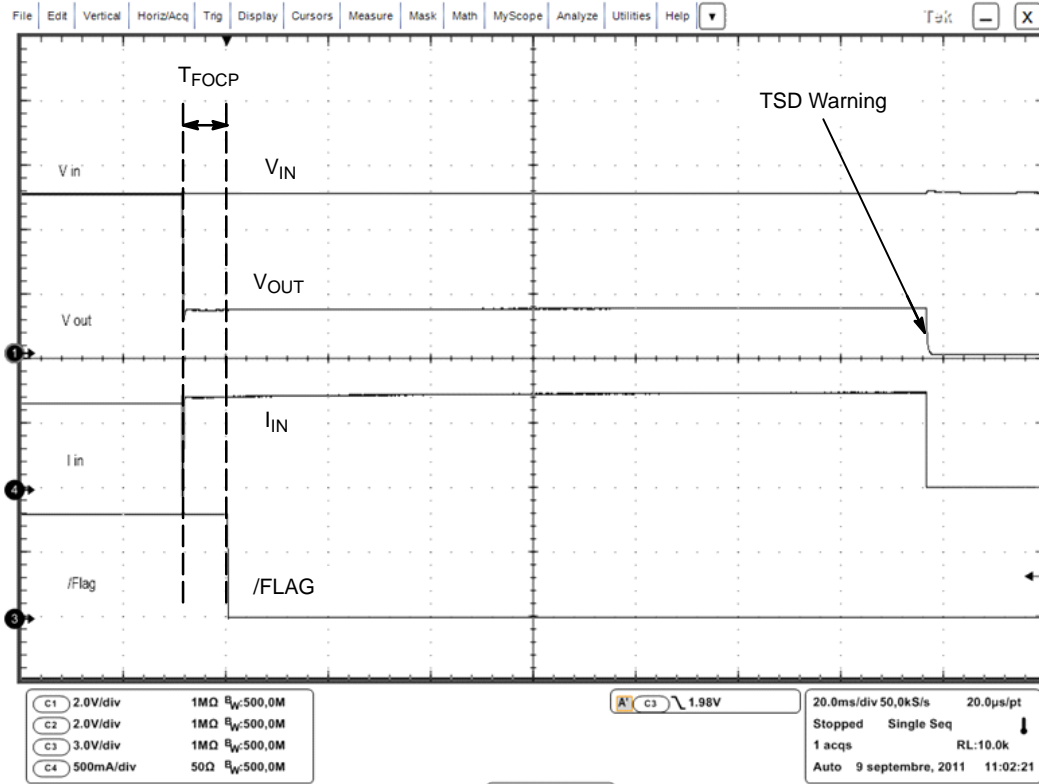 File Edit Vertical Horiz/Acq Trig Display Cursors Measure Mask Math MyScope Analyze Utilities Help Tek X
TFOCP
TSD Warning
V in
VIN
VOUT
V out
1
IIN
I in
4
/Flag
/FLAG
3
C1 2.0V/div 1MΩ BW:500,0M
C2 2.0V/div 1MΩ BW:500,0M
C3 3.0V/div 1MΩ BW:500,0M
C4 500mA/div 50Ω BW:500,0M
A' C3 1.98V
20.0ms/div 50,0kS/s 20.0µs/pt
Stopped Single Seq
1 acqs RL:10.0k
Auto 9 septembre, 2011 11:02:21